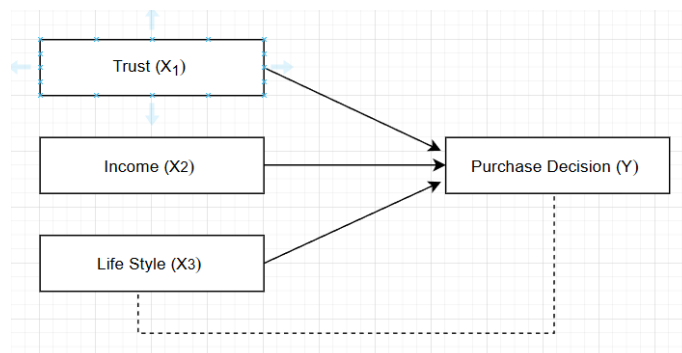 Trust (X1)
Income (X2)
Purchase Decision (Y)
Life Style (X3)